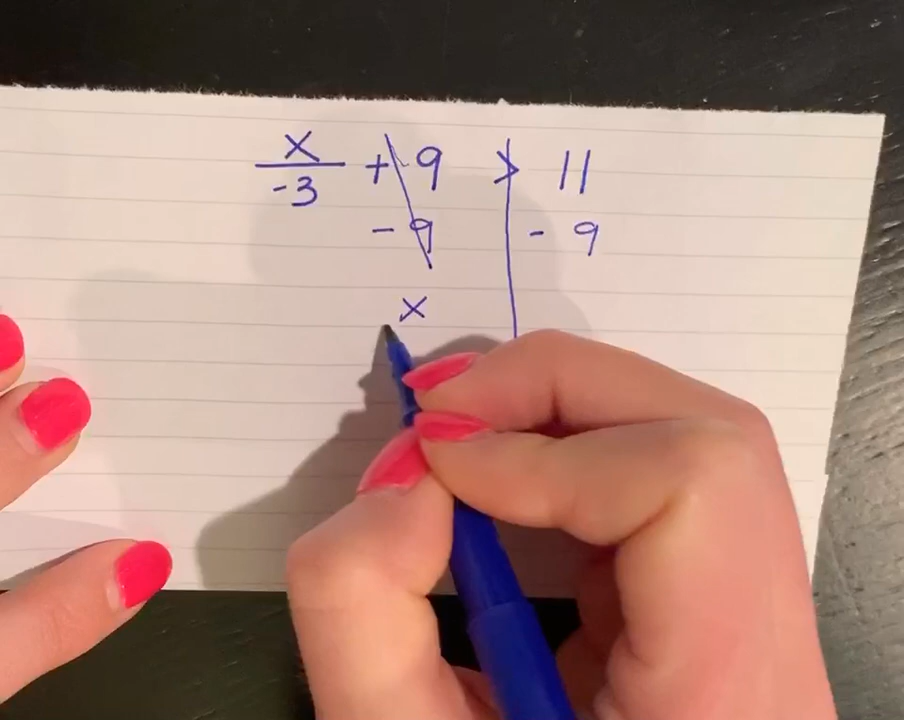 x/-3 + 9 > 11
- 9 - 9
x